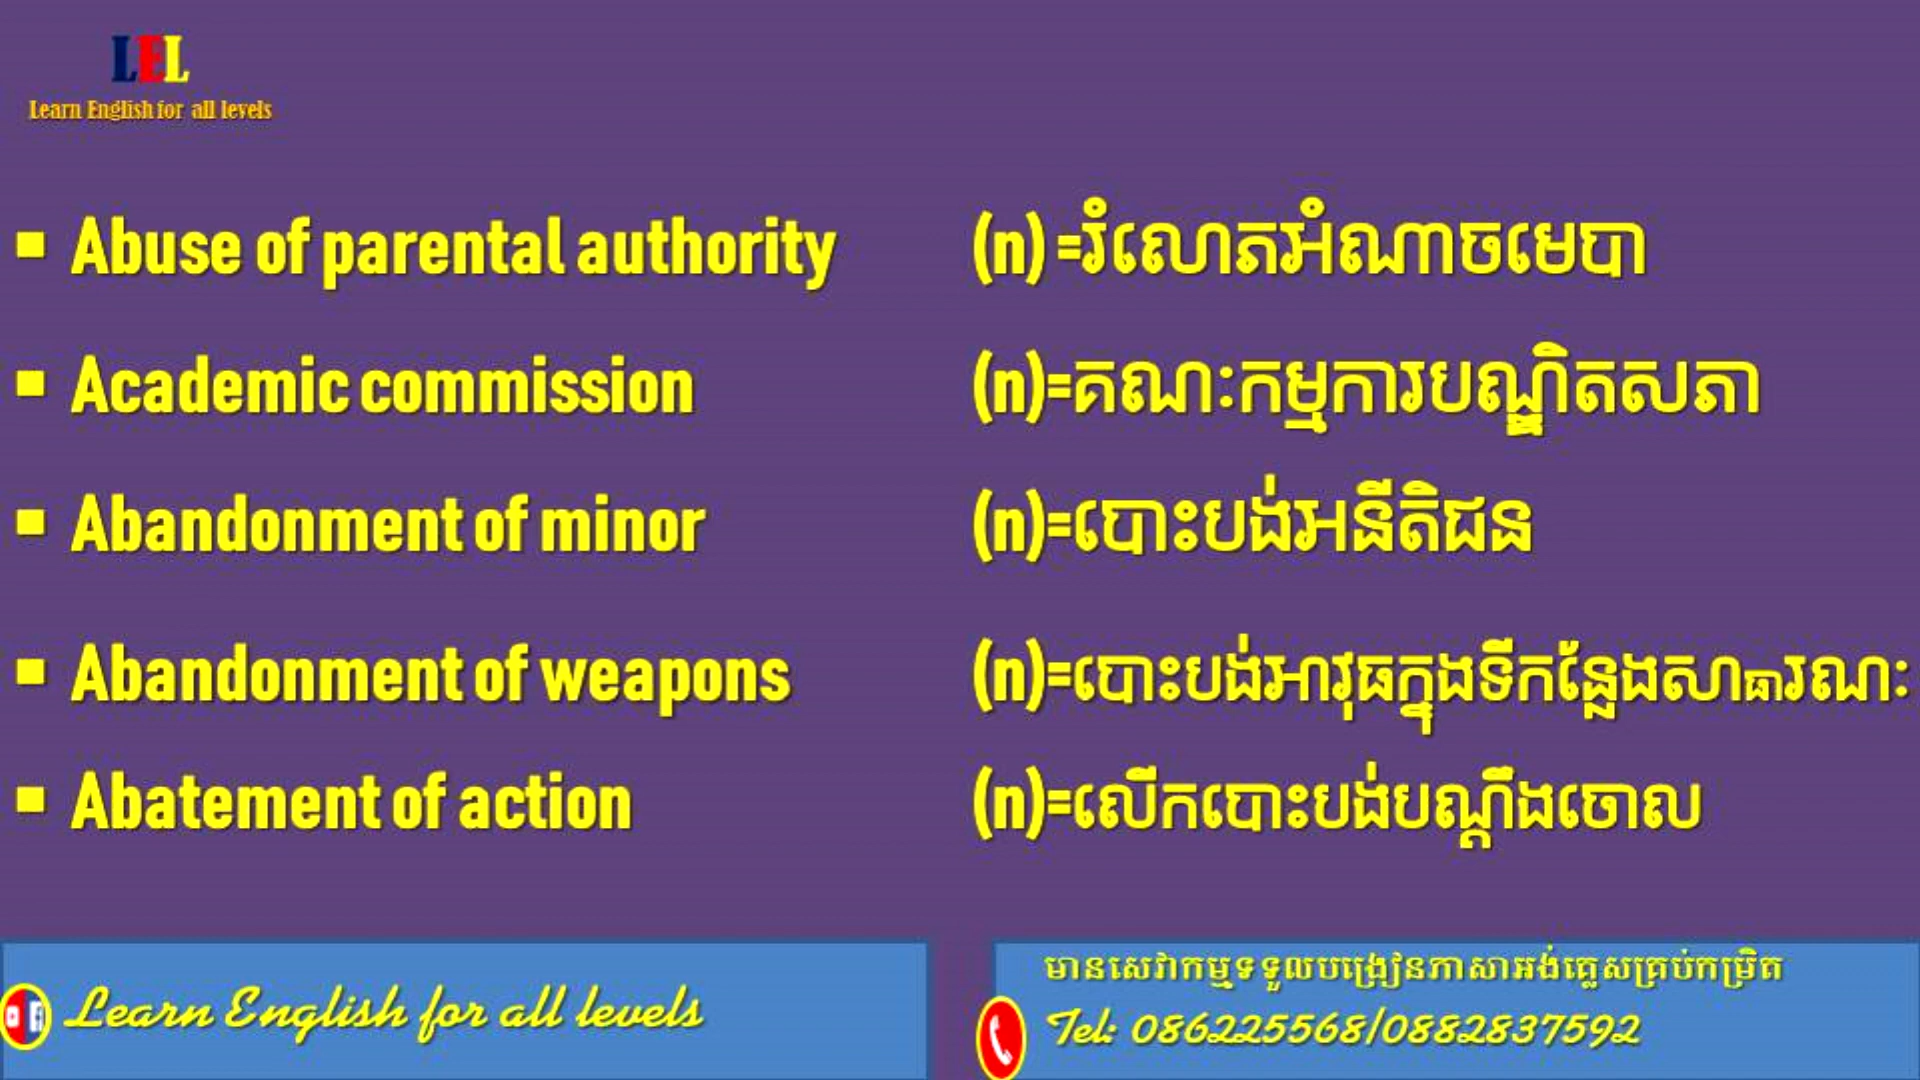 LEL
Learn English for all levels
▪ Abuse of parental authority (n) =រំលោតអំណាចមេបា
▪ Academic commission (n)=គណៈកម្មការបណ្ឌិតសភា
▪ Abandonment of minor (n)=បោះបង់អនីតិជន
▪ Abandonment of weapons (n)=បោះបង់អាវុធក្នុងទីកន្លែងសាធារណៈ
▪ Abatement of action (n)=លើកបោះបង់បណ្ដឹងចោល
Learn English for all levels
មានសេវាកម្មទទួលបង្រៀនភាសាអង់គ្លេសគ្រប់កម្រិត
Tel: 086225568/0882837592